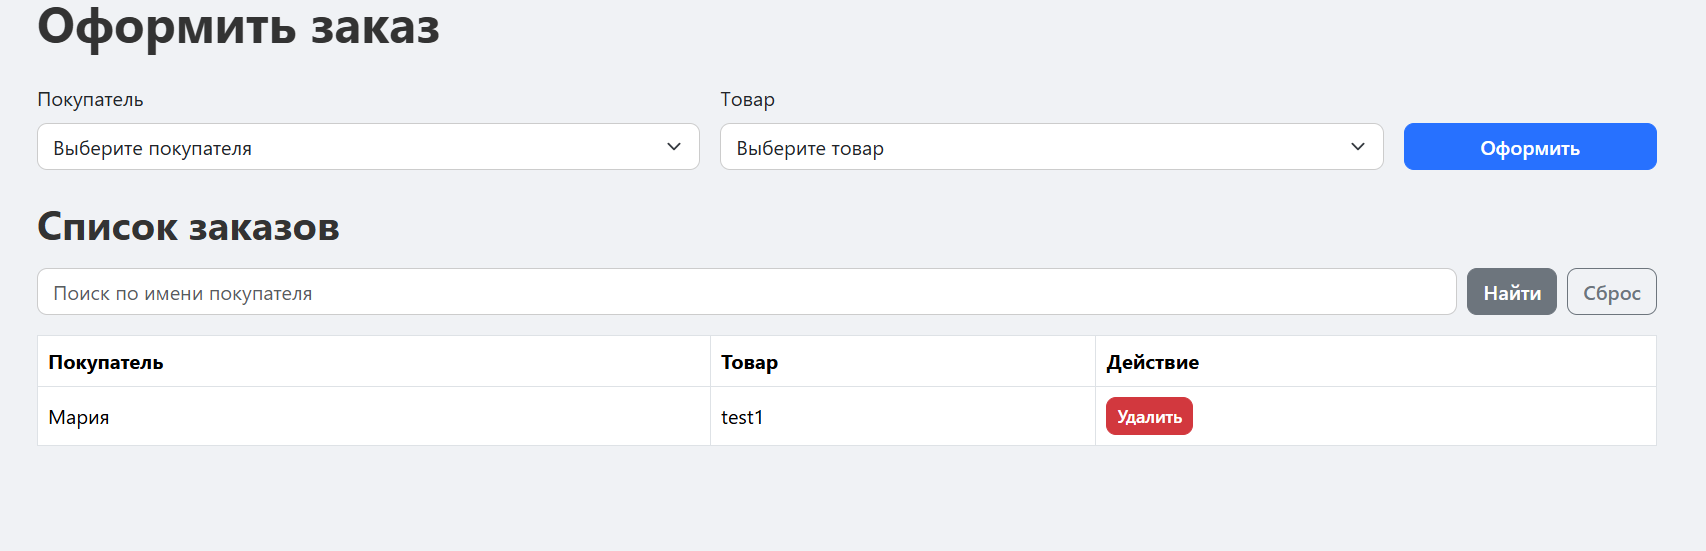 Оформить заказ
Покупатель Товар
Выберите покупателя Выберите товар Оформить
Список заказов
Поиск по имени покупателя Найти Сброс
Покупатель Товар Действие
Мария test1 Удалить